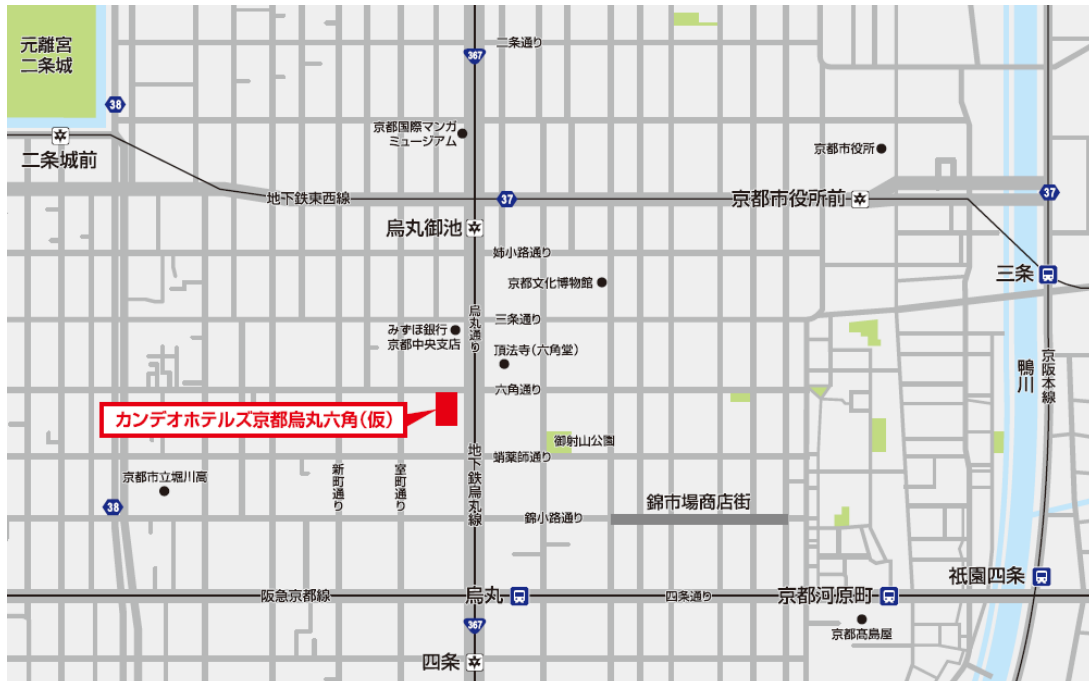 元離宮
二条城
二条通り
367
38
京都国際マンガ
ミュージアム
京都市役所
二条城前
地下鉄東西線
37
京都市役所前
37
烏丸御池
姉小路通り
三条
京都文化博物館
烏丸通り
三条通り
みずほ銀行
京都中央支店
頂法寺(六角堂)
鴨川
京阪本線
六角通り
カンデオホテルズ京都烏丸六角(仮)
御射山公園
蛸薬師通り
地下鉄烏丸線
京都市立堀川高
新町通り
室町通り
38
錦市場商店街
錦小路通り
祇園四条
阪急京都線
烏丸
四条通り
京都河原町
367
京都髙島屋
四条